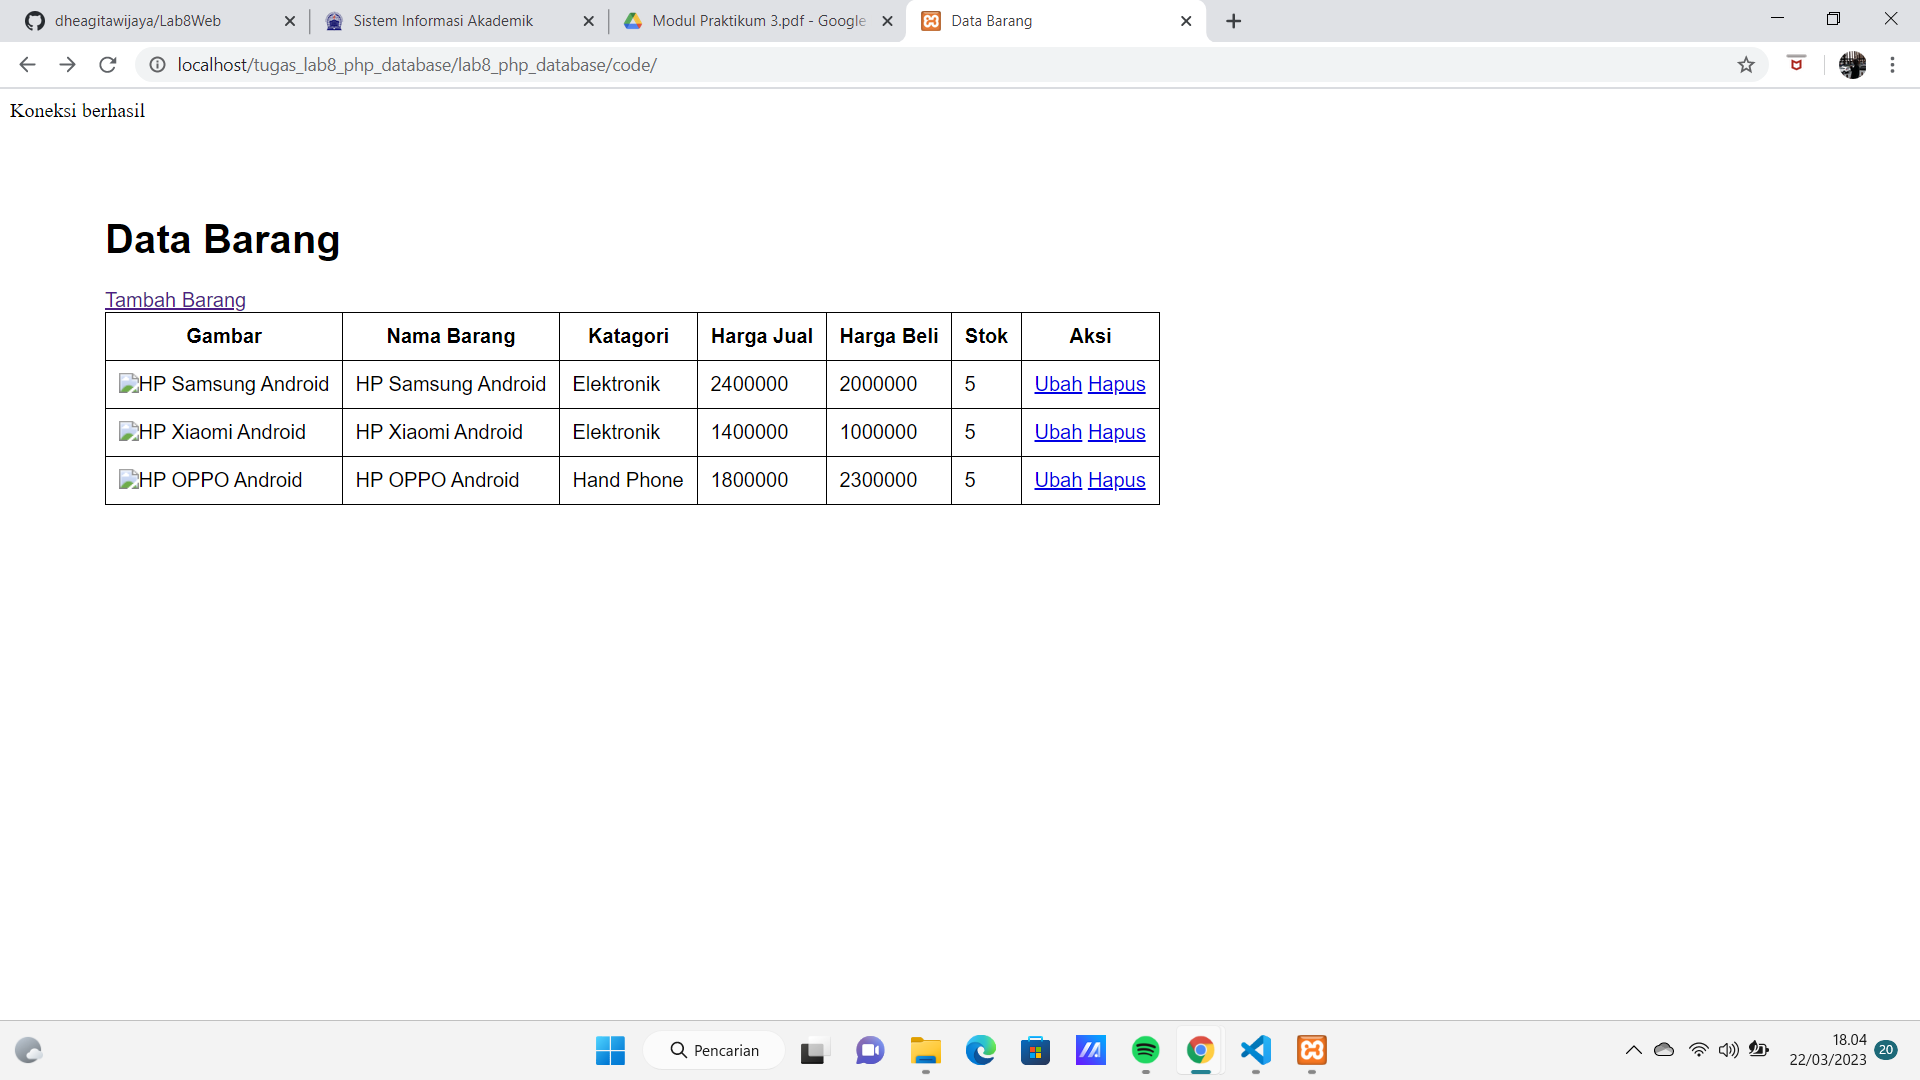 dheagitawijaya/Lab8Web Sistem Informasi Akademik Modul Praktikum 3.pdf - Google Data Barang
localhost/tugas_lab8_php_database/lab8_php_database/code/
Koneksi berhasil
Data Barang
Tambah Barang
Gambar Nama Barang Katagori Harga Jual Harga Beli Stok Aksi
HP Samsung Android HP Samsung Android Elektronik 2400000 2000000 5 Ubah Hapus
HP Xiaomi Android HP Xiaomi Android Elektronik 1400000 1000000 5 Ubah Hapus
HP OPPO Android HP OPPO Android Hand Phone 1800000 2300000 5 Ubah Hapus
Pencarian
18.04
22/03/2023 20